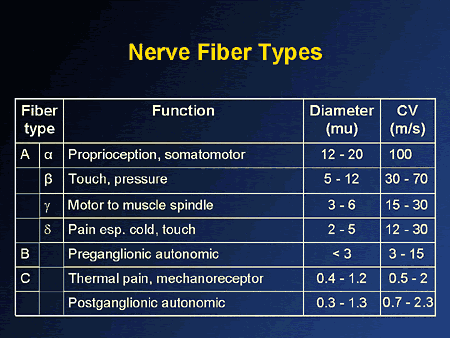 Nerve Fiber Types
Fiber type Function Diameter (mu) CV (m/s)
A α Proprioception, somatomotor 12 - 20 100
β Touch, pressure 5 - 12 30 - 70
γ Motor to muscle spindle 3 - 6 15 - 30
δ Pain esp. cold, touch 2 - 5 12 - 30
B Preganglionic autonomic < 3 3 - 15
C Thermal pain, mechanoreceptor 0.4 - 1.2 0.5 - 2
Postganglionic autonomic 0.3 - 1.3 0.7 - 2.3